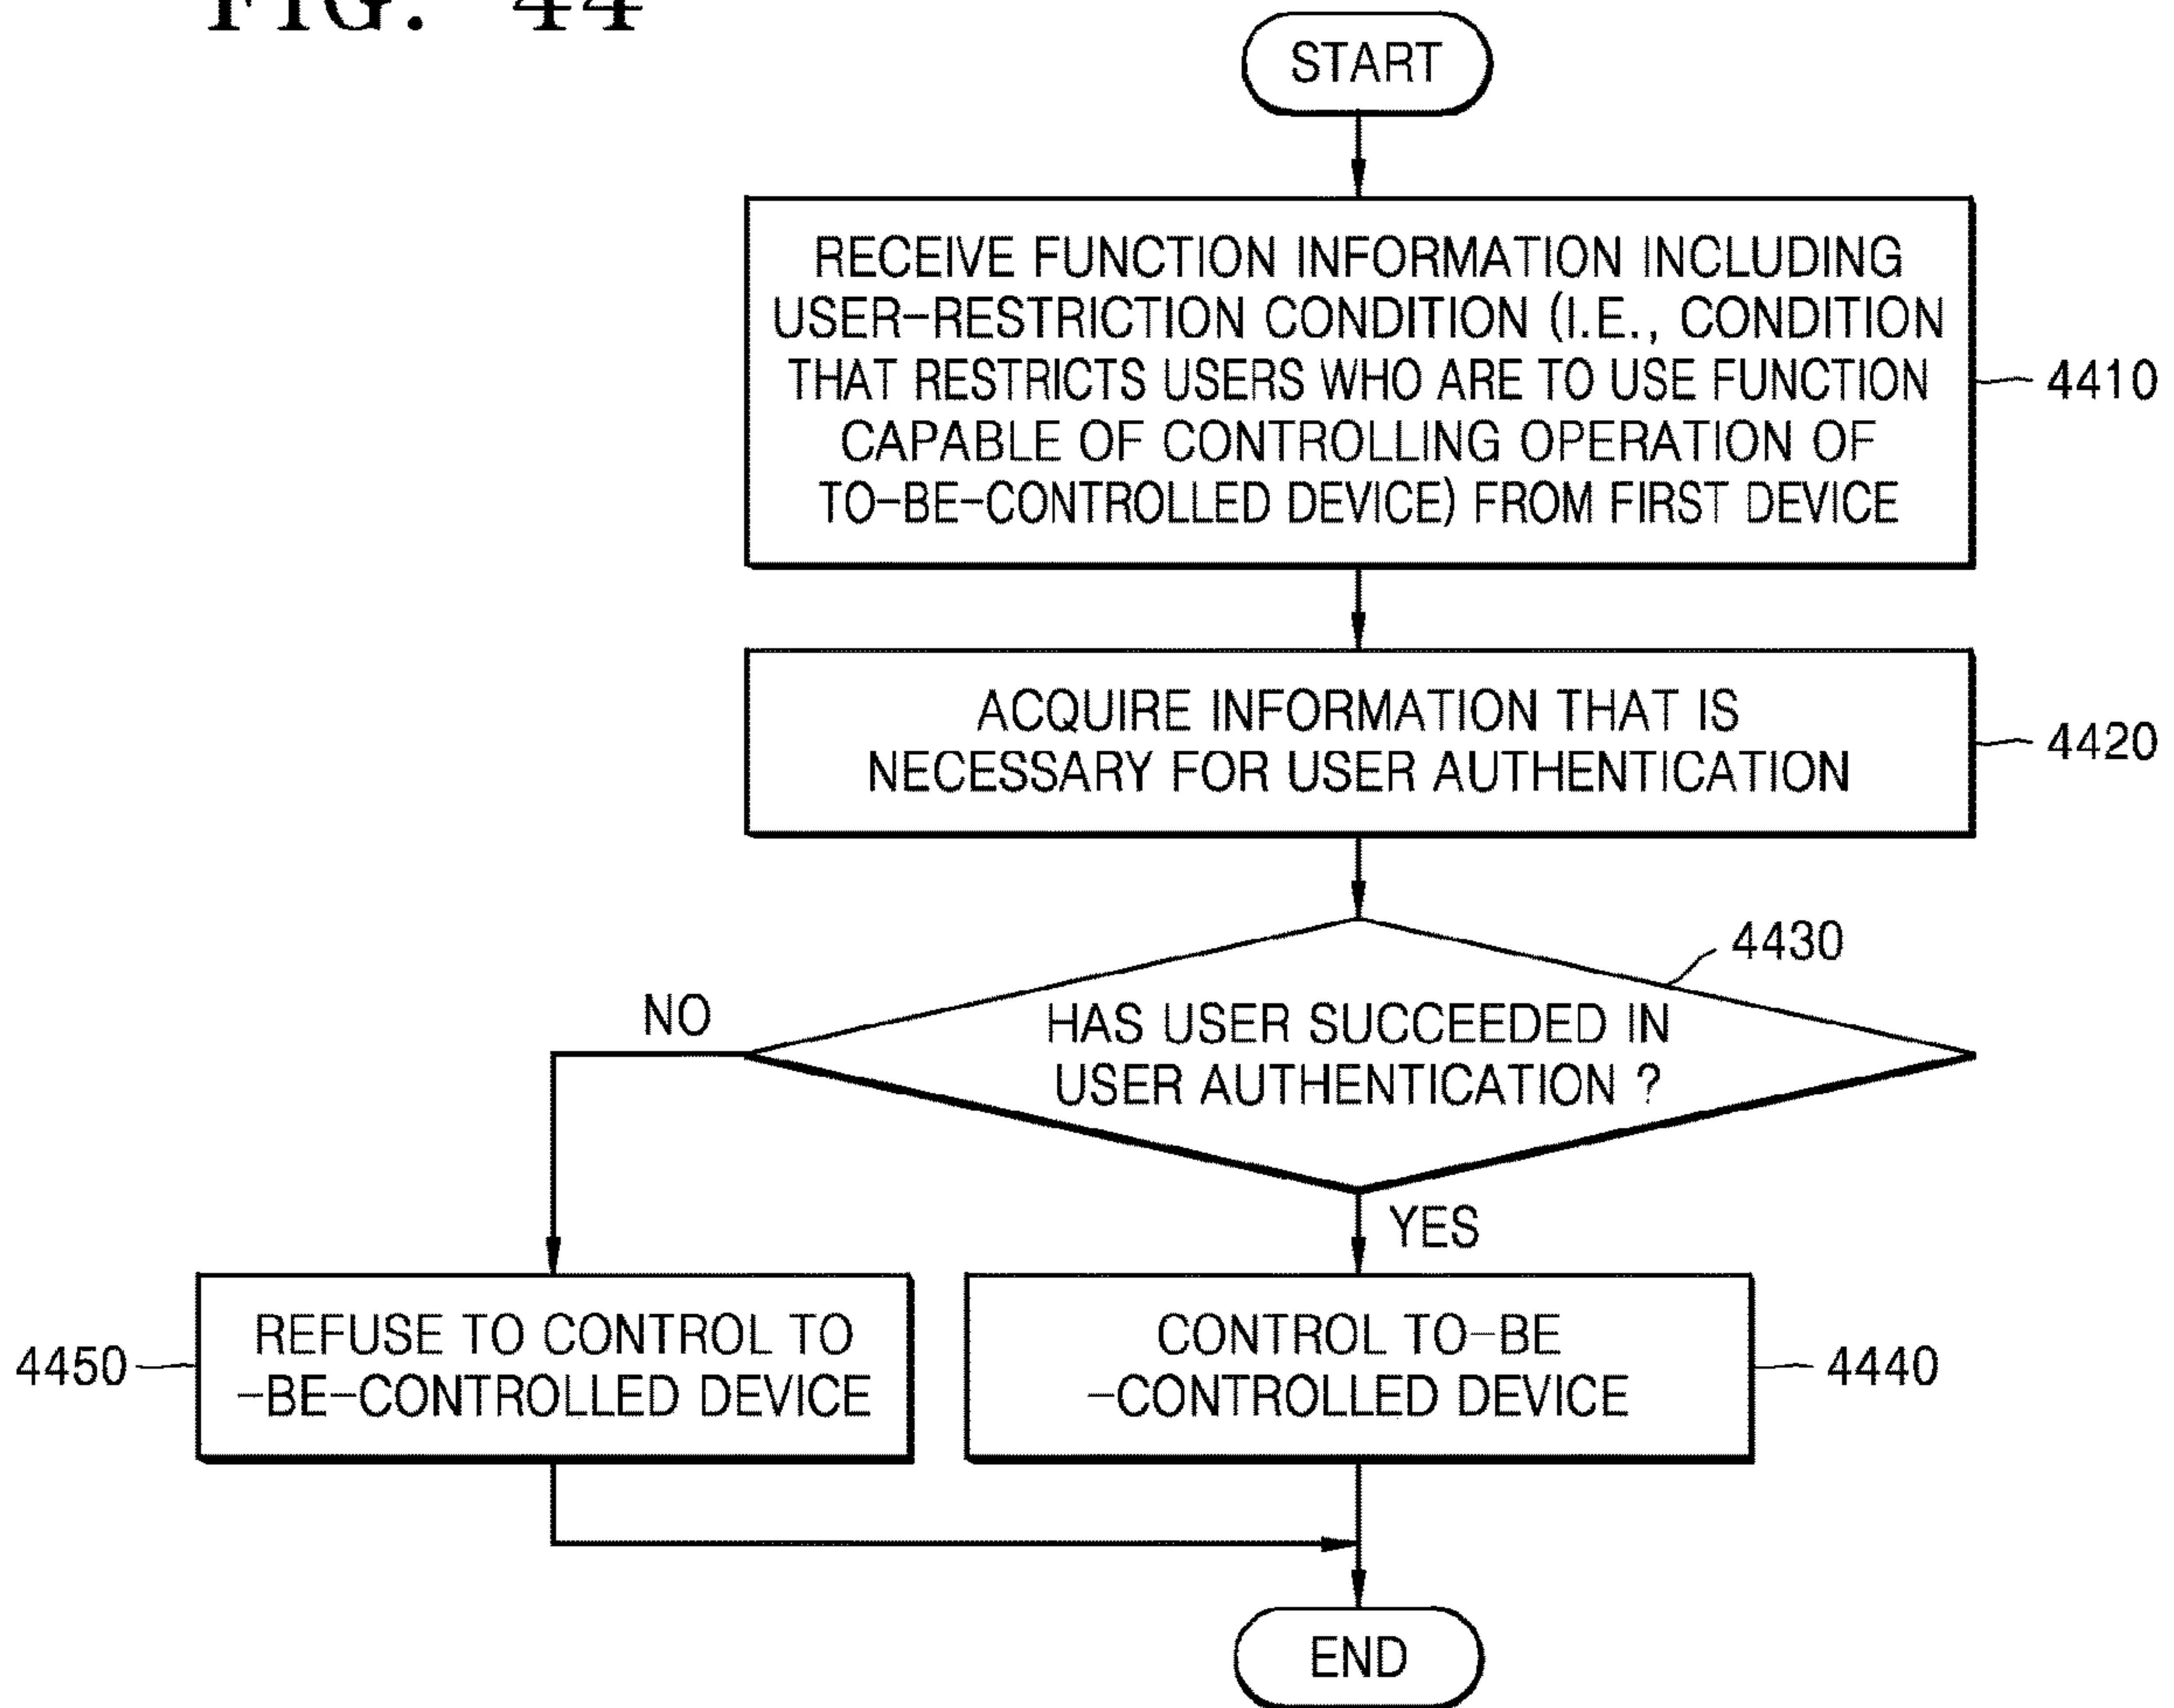 FIG. 44
START
RECEIVE FUNCTION INFORMATION INCLUDING
USER-RESTRICTION CONDITION (I.E., CONDITION
THAT RESTRICTS USERS WHO ARE TO USE FUNCTION
CAPABLE OF CONTROLLING OPERATION OF
TO-BE-CONTROLLED DEVICE) FROM FIRST DEVICE
4410
ACQUIRE INFORMATION THAT IS
NECESSARY FOR USER AUTHENTICATION
4420
4430
HAS USER SUCCEEDED IN
USER AUTHENTICATION ?
NO
YES
4450
REFUSE TO CONTROL TO
-BE-CONTROLLED DEVICE
CONTROL TO-BE
-CONTROLLED DEVICE
4440
END